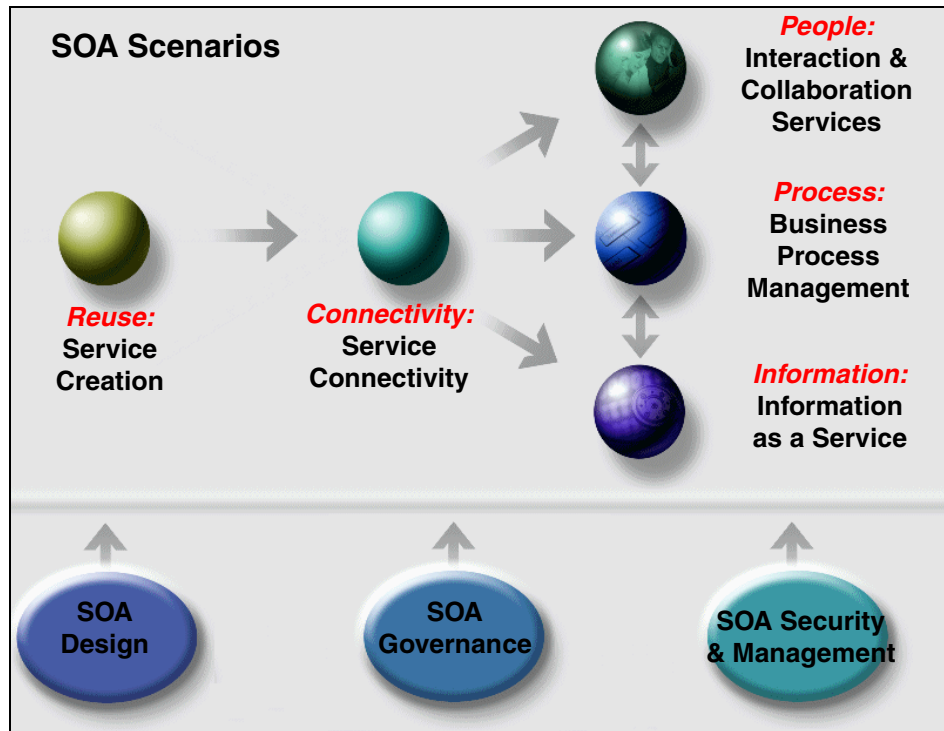 SOA Scenarios
People:
Interaction &
Collaboration
Services
Process:
Business
Process
Management
Reuse:
Service
Creation
Connectivity:
Service
Connectivity
Information:
Information
as a Service
SOA
Design
SOA
Governance
SOA Security
& Management